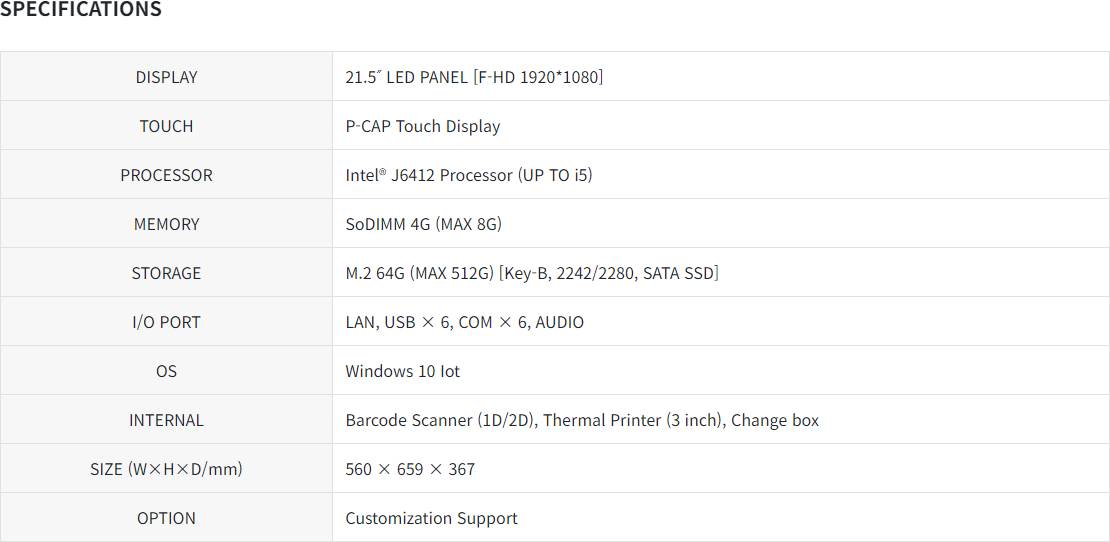 SPECIFICATIONS
DISPLAY 21.5˝ LED PANEL [F-HD 1920*1080]
TOUCH P-CAP Touch Display
PROCESSOR Intel® J6412 Processor (UP TO i5)
MEMORY SoDIMM 4G (MAX 8G)
STORAGE M.2 64G (MAX 512G) [Key-B, 2242/2280, SATA SSD]
I/O PORT LAN, USB × 6, COM × 6, AUDIO
OS Windows 10 Iot
INTERNAL Barcode Scanner (1D/2D), Thermal Printer (3 inch), Change box
SIZE (W×H×D/mm) 560 × 659 × 367
OPTION Customization Support